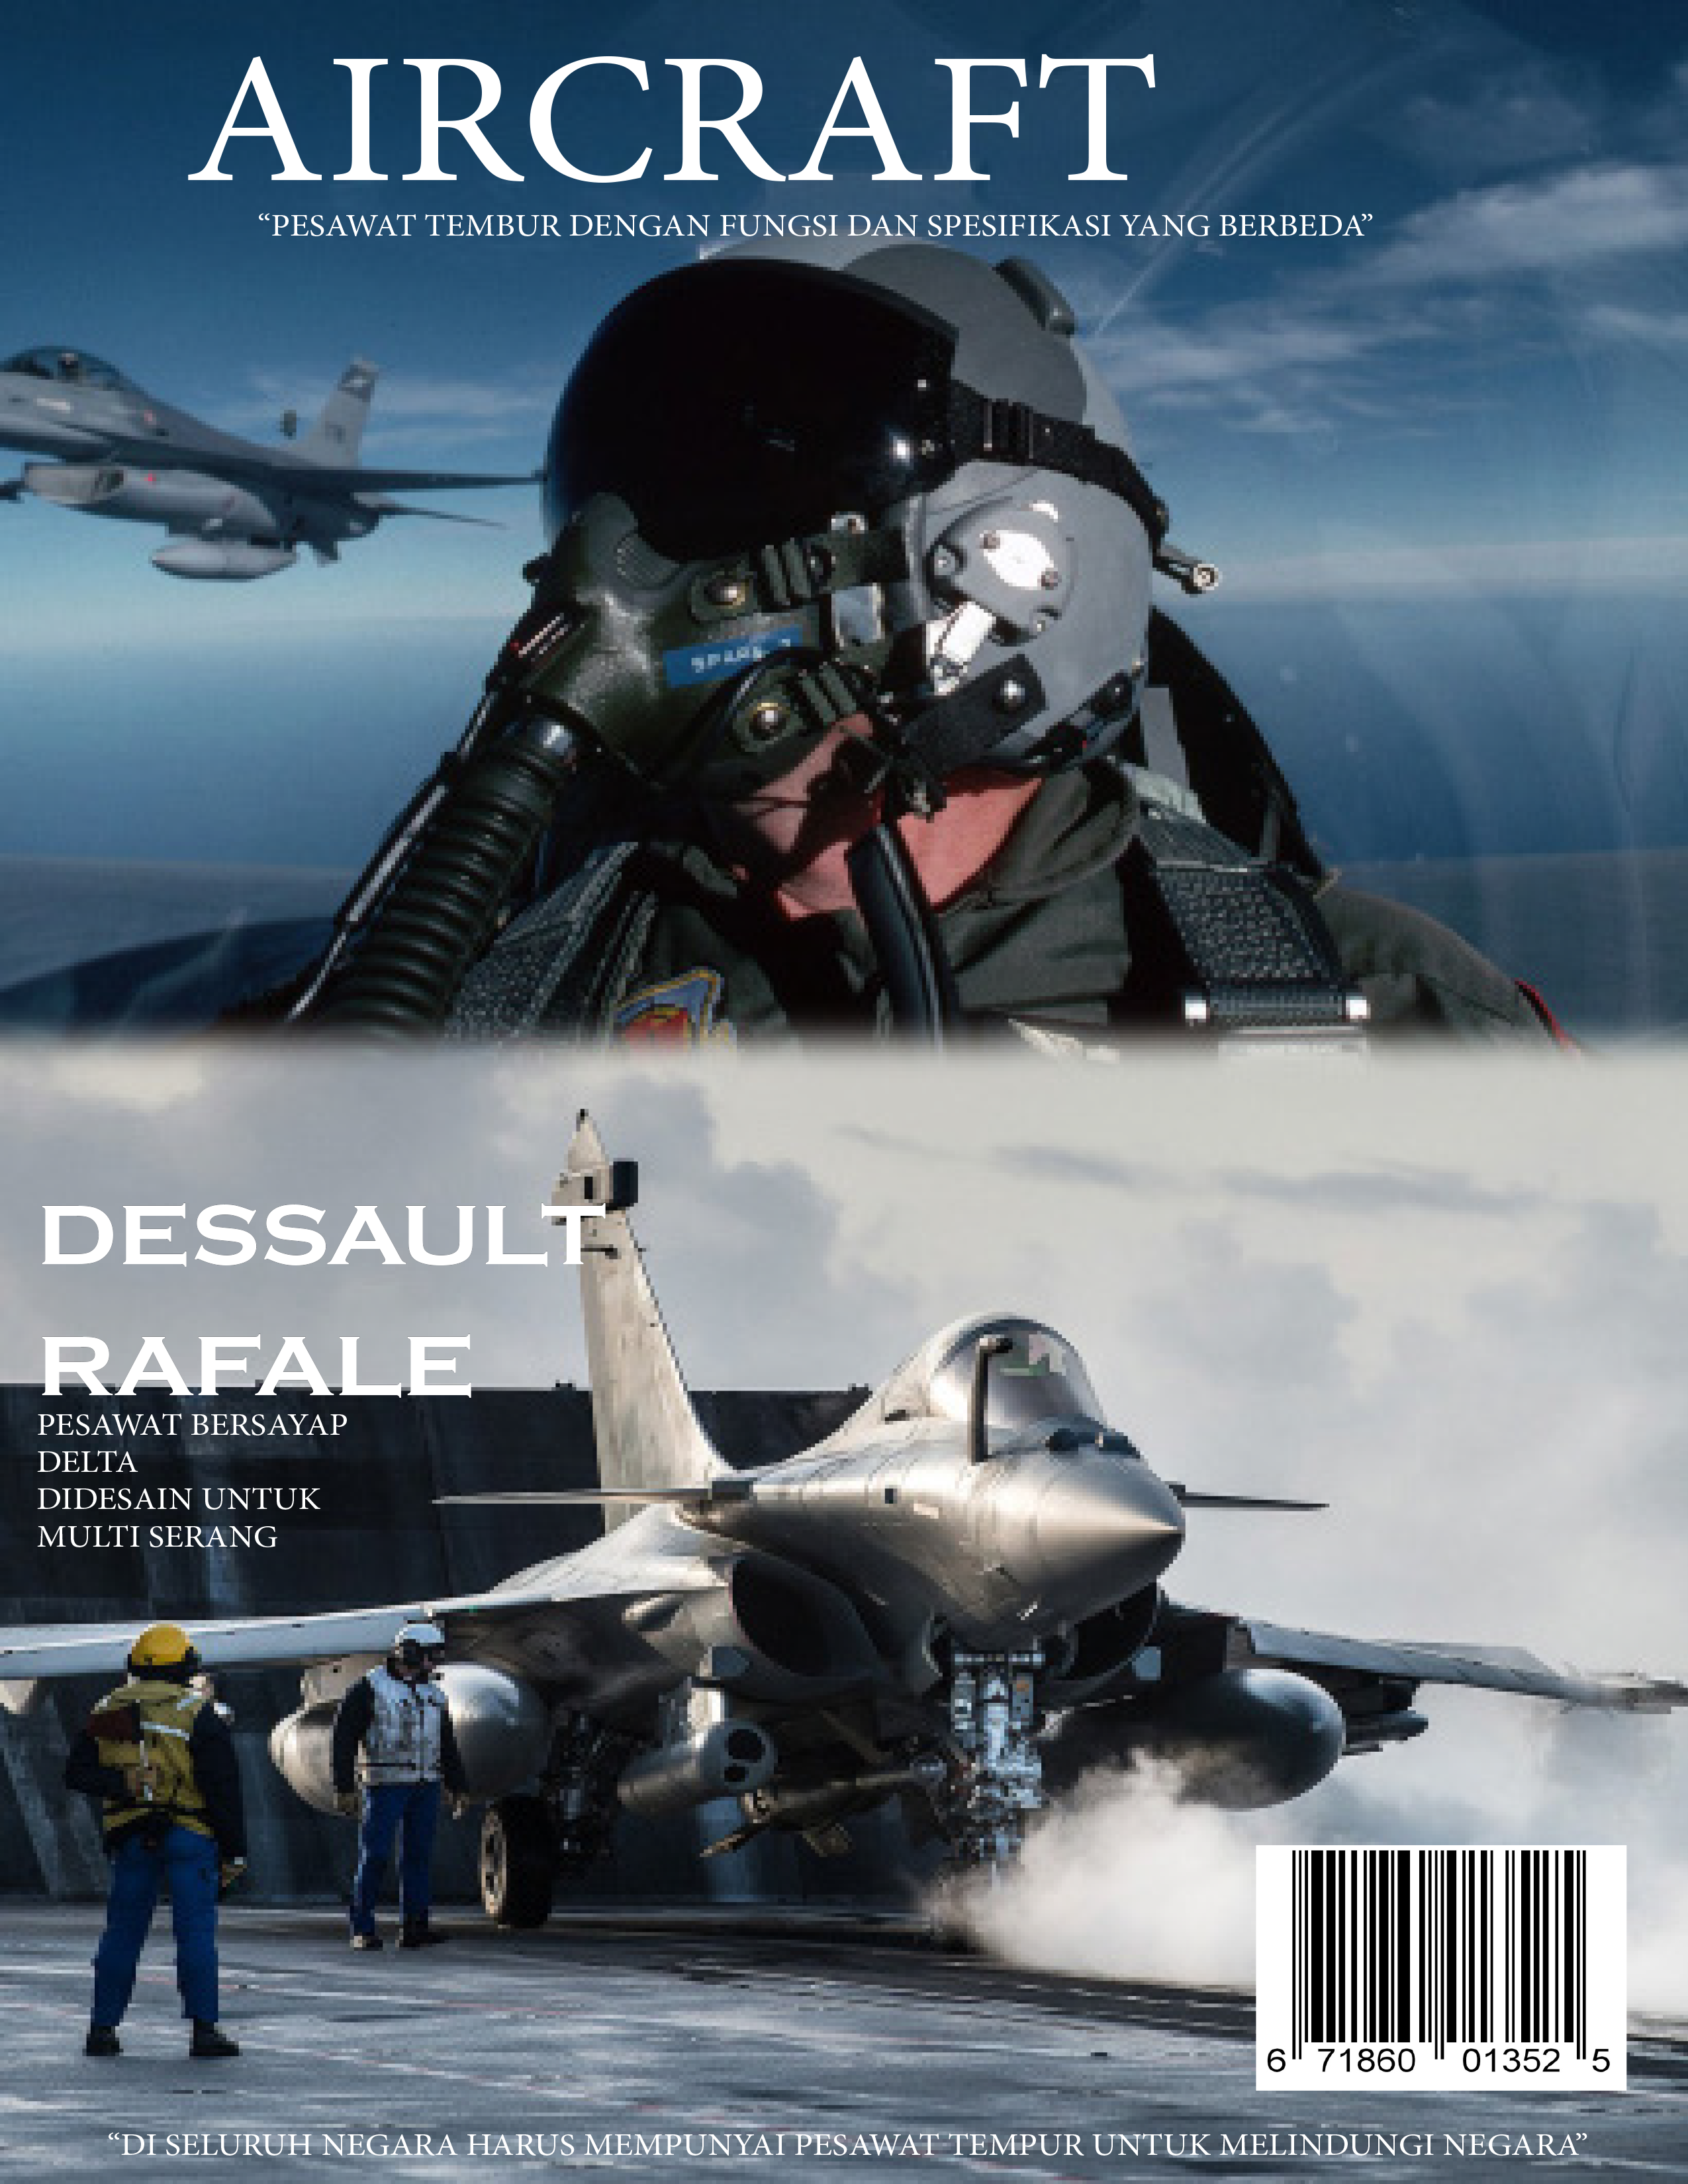 AIRCRAFT
“PESAWAT TEMBUR DENGAN FUNGSI DAN SPESIFIKASI YANG BERBEDA”
DESSAULT
RAFALE
PESAWAT BERSAYAP
DELTA
DIDESAIN UNTUK
MULTI SERANG
6 71860 01352 5
“DI SELURUH NEGARA HARUS MEMPUNYAI PESAWAT TEMPUR UNTUK MELINDUNGI NEGARA”